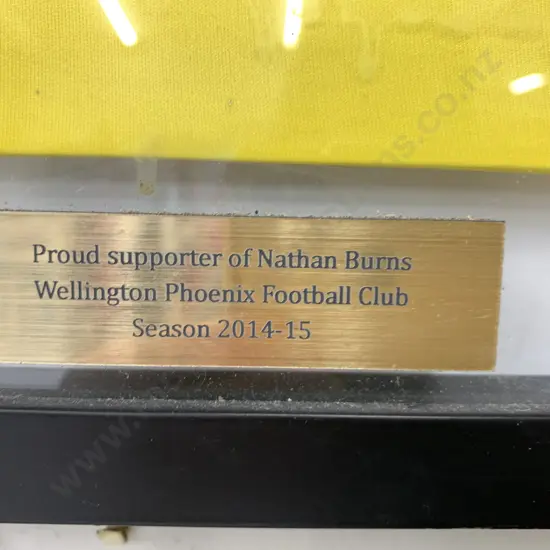 Proud supporter of Nathan Burns
Wellington Phoenix Football Club
Season 2014-15